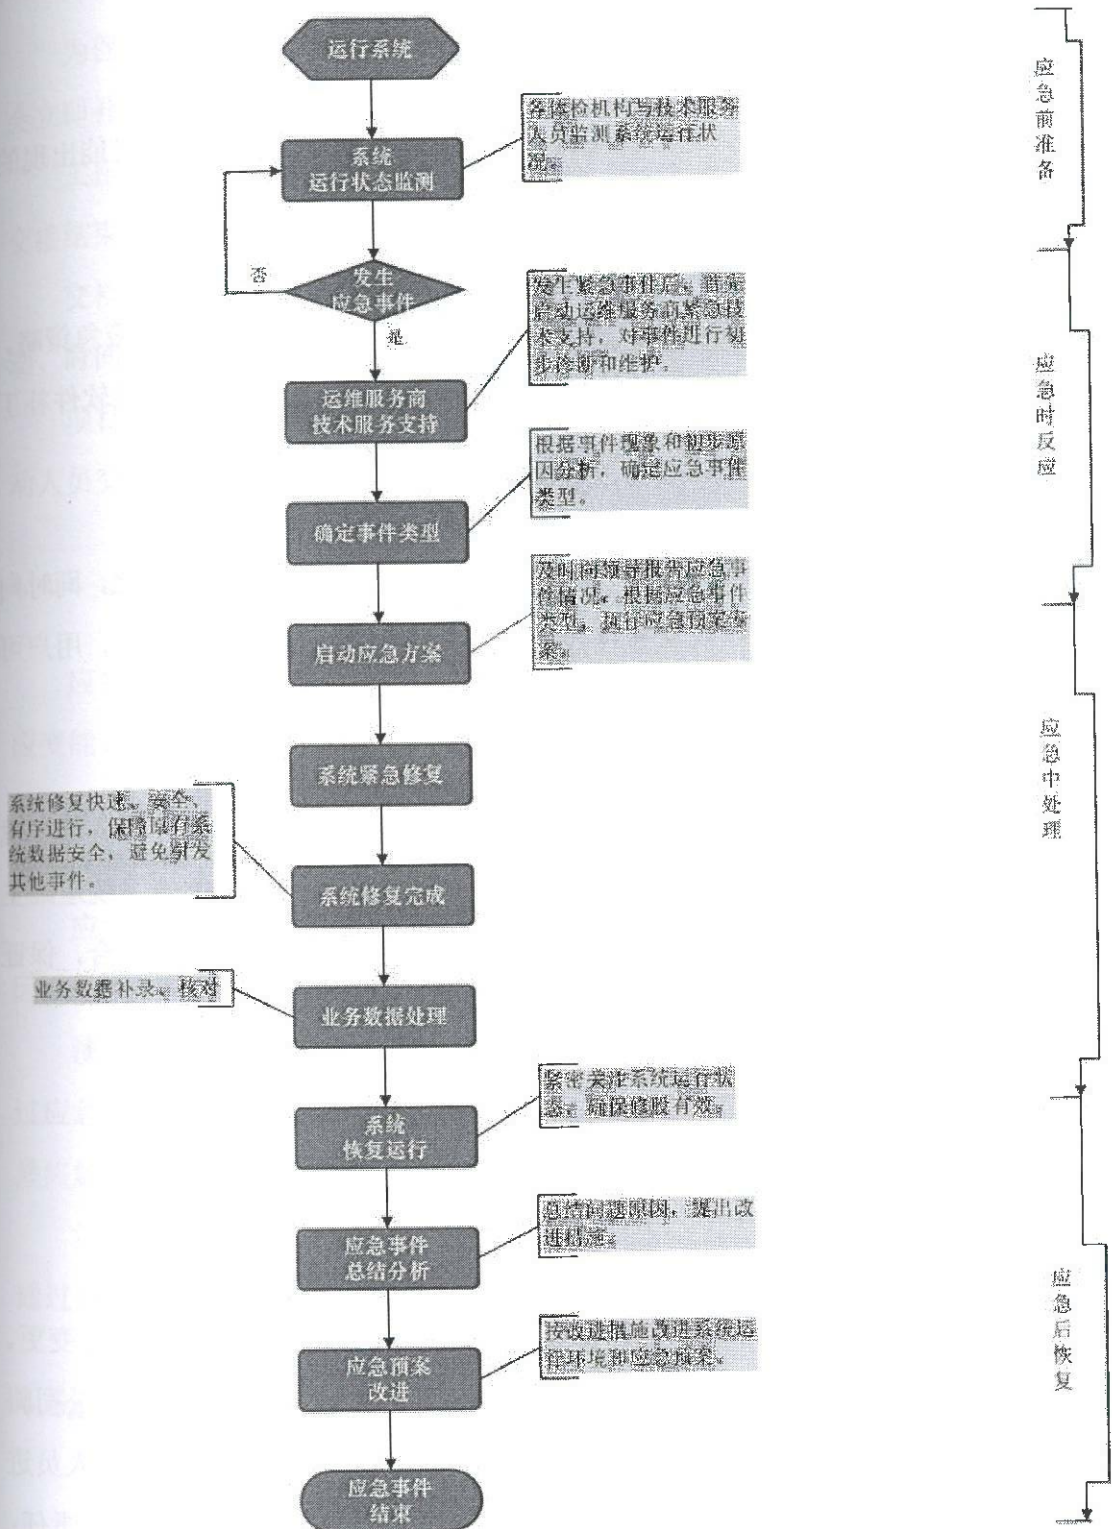 运行系统
各体检机构与技术服务
人员监测系统运行状
况。
系统
运行状态监测
否
发生
应急事件
是
发生紧急事件后，首先
启动运维服务商紧急技
术支持，对事件进行初
步诊断和维护。
运维服务商
技术服务支持
根据事件现象和初步原
因分析，确定应急事件
类型。
确定事件类型
及时向领导报告应急事
件情况。根据应急事件
类型，执行应急预案方
案。
启动应急方案
系统紧急修复
系统修复快速、安全、
有序进行，保障原有系
统数据安全，避免引发
其他事件。
系统修复完成
业务数据补录、核对
业务数据处理
紧密关注系统运行状
态，确保修股有效。
系统
恢复运行
总结问题原因，提出改
进措施。
应急事件
总结分析
按改进措施改进系统运
行环境和应急预案。
应急预案
改进
应急事件
结束
应急前准备
应急时反应
应急中处理
应急后恢复